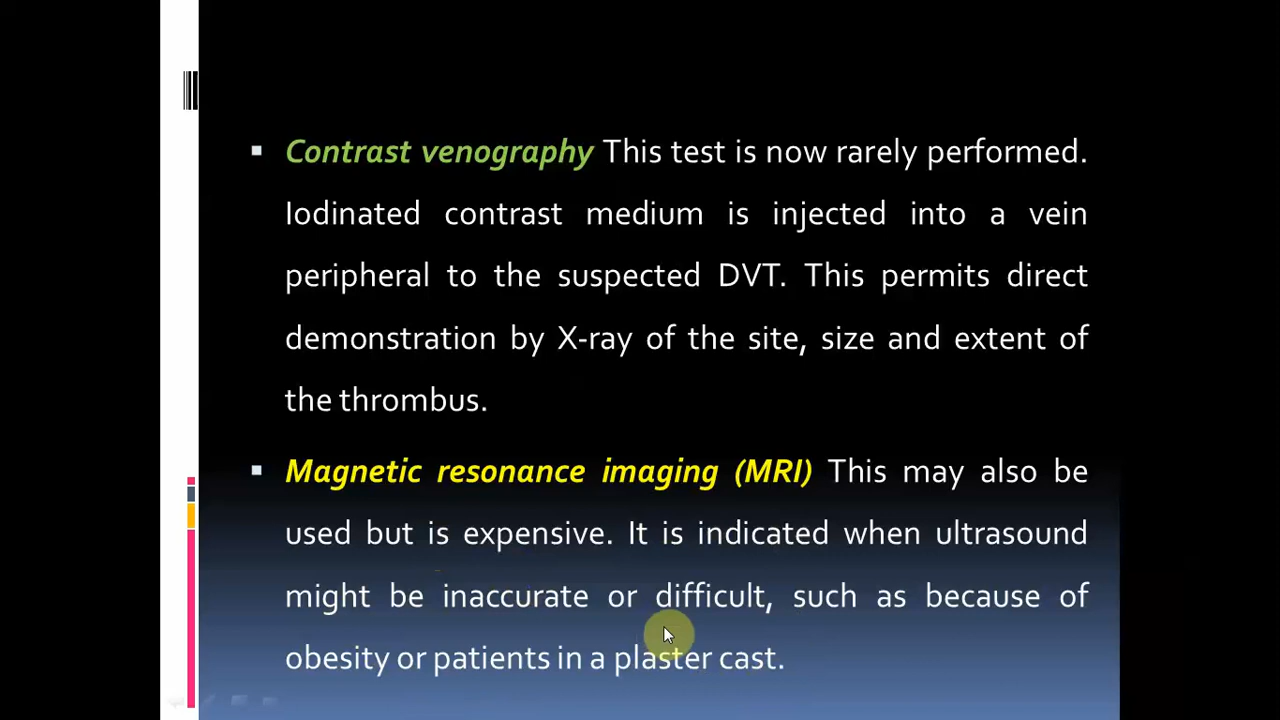 Contrast venography This test is now rarely performed.
Iodinated contrast medium is injected into a vein
peripheral to the suspected DVT. This permits direct
demonstration by X-ray of the site, size and extent of
the thrombus.
Magnetic resonance imaging (MRI) This may also be
used but is expensive. It is indicated when ultrasound
might be inaccurate or difficult, such as because of
obesity or patients in a plaster cast.